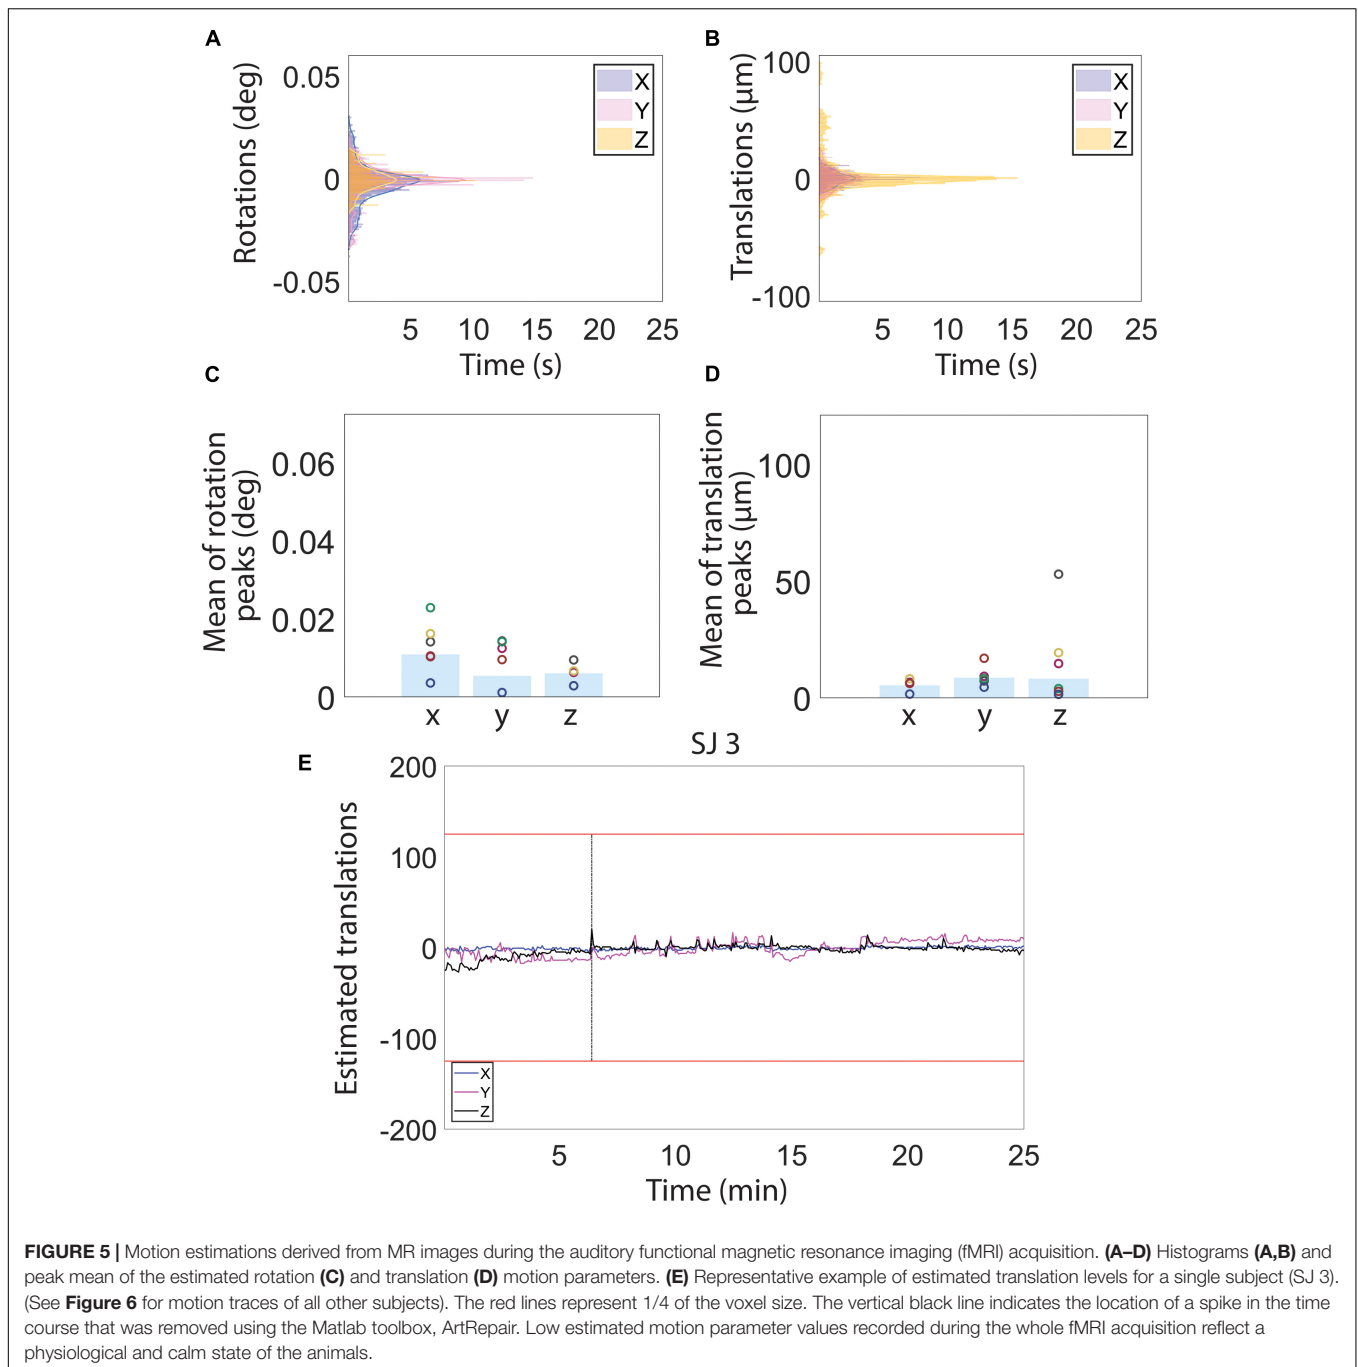 A
B
Rotations (deg)
0.05
0
-0.05
X
Y
Z
5 10 15 20 25
Time (s)
Translations (µm)
100
0
-100
X
Y
Z
5 10 15 20 25
Time (s)
C
D
Mean of rotation
peaks (deg)
0.06
0.04
0.02
0
x y z
Mean of translation
peaks (µm)
100
50
0
x y z
SJ 3
E
Estimated translations
200
100
0
-100
-200
X
Y
Z
5 10 15 20 25
Time (min)
FIGURE 5 | Motion estimations derived from MR images during the auditory functional magnetic resonance imaging (fMRI) acquisition. (A–D) Histograms (A,B) and
peak mean of the estimated rotation (C) and translation (D) motion parameters. (E) Representative example of estimated translation levels for a single subject (SJ 3).
(See Figure 6 for motion traces of all other subjects). The red lines represent 1/4 of the voxel size. The vertical black line indicates the location of a spike in the time
course that was removed using the Matlab toolbox, ArtRepair. Low estimated motion parameter values recorded during the whole fMRI acquisition reflect a
physiological and calm state of the animals.